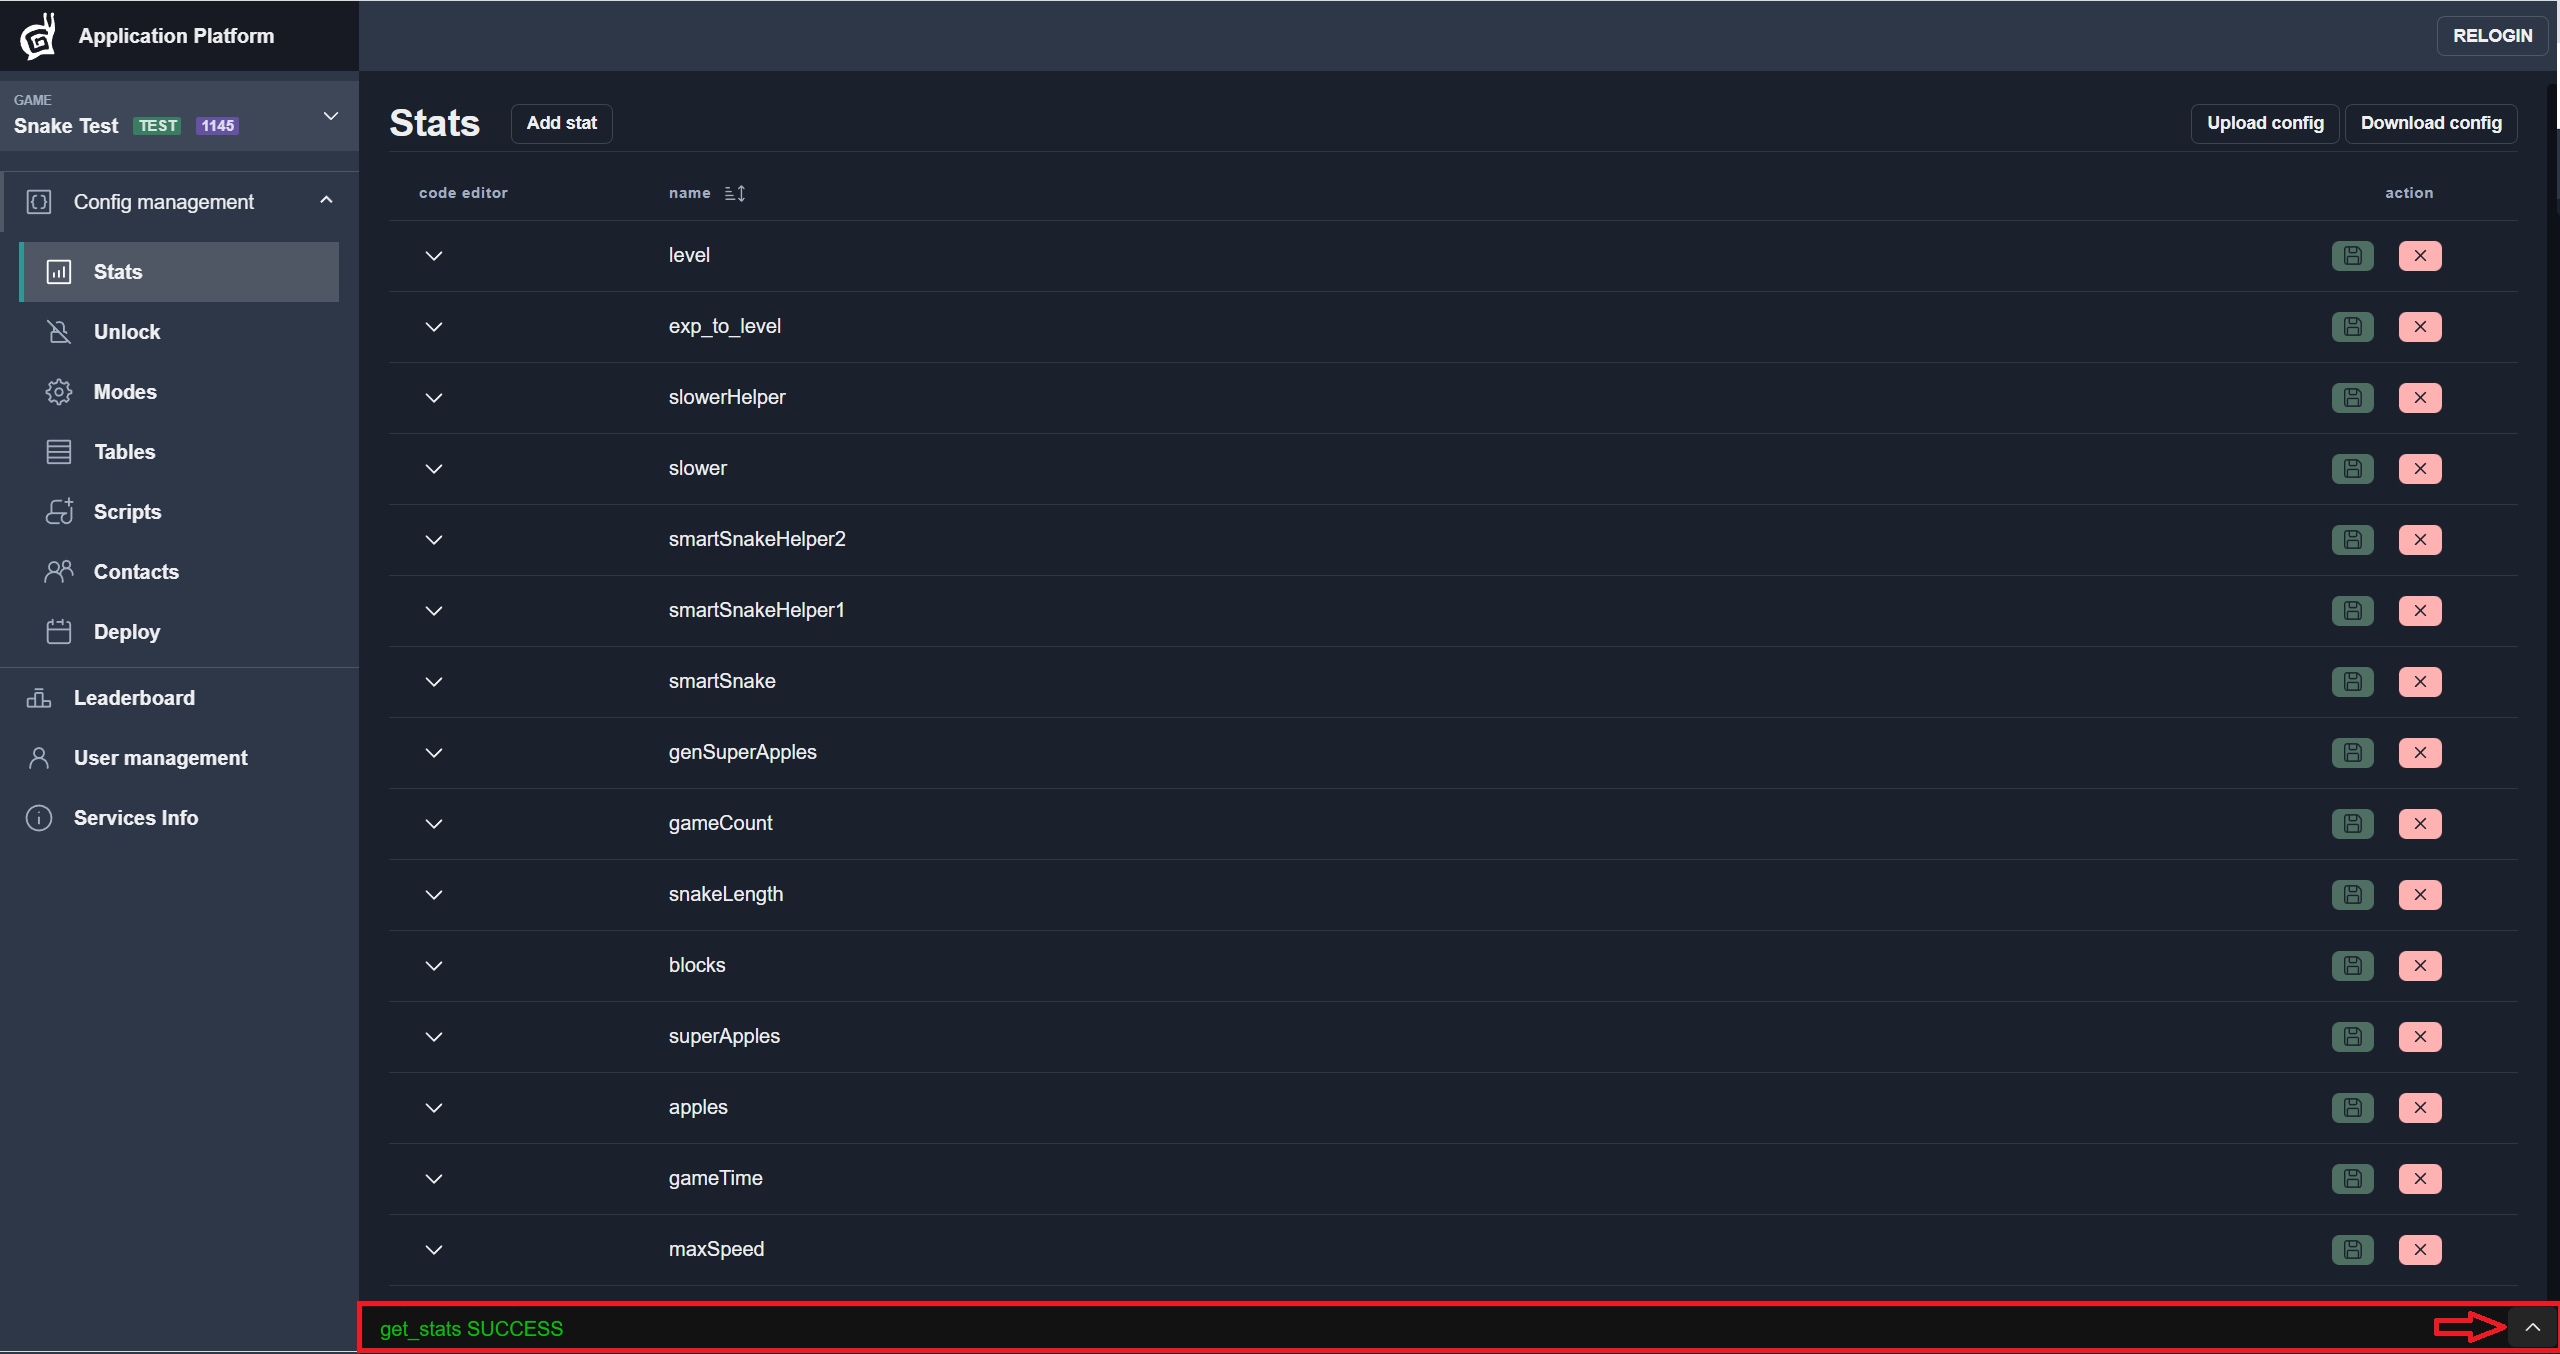 Application Platform
RELOGIN
GAME
Snake Test TEST 1145
Config management
Stats
Unlock
Modes
Tables
Scripts
Contacts
Deploy
Leaderboard
User management
Services Info
Stats Add stat Upload config Download config
code editor name action
level
exp_to_level
slowerHelper
slower
smartSnakeHelper2
smartSnakeHelper1
smartSnake
genSuperApples
gameCount
snakeLength
blocks
superApples
apples
gameTime
maxSpeed
get_stats SUCCESS